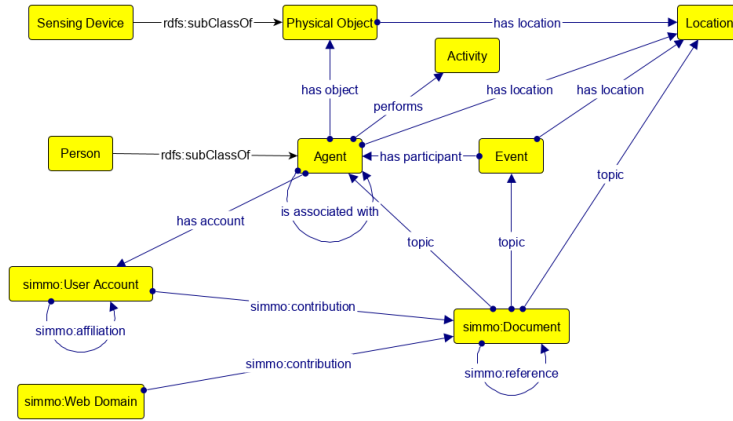 Sensing Device
rdfs:subClassOf
Physical Object
has location
Location
Activity
has object
performs
has location
has location
Person
rdfs:subClassOf
Agent
has participant
Event
topic
is associated with
has account
topic
topic
simmo:User Account
simmo:contribution
simmo:affiliation
simmo:Document
simmo:contribution
simmo:reference
simmo:Web Domain